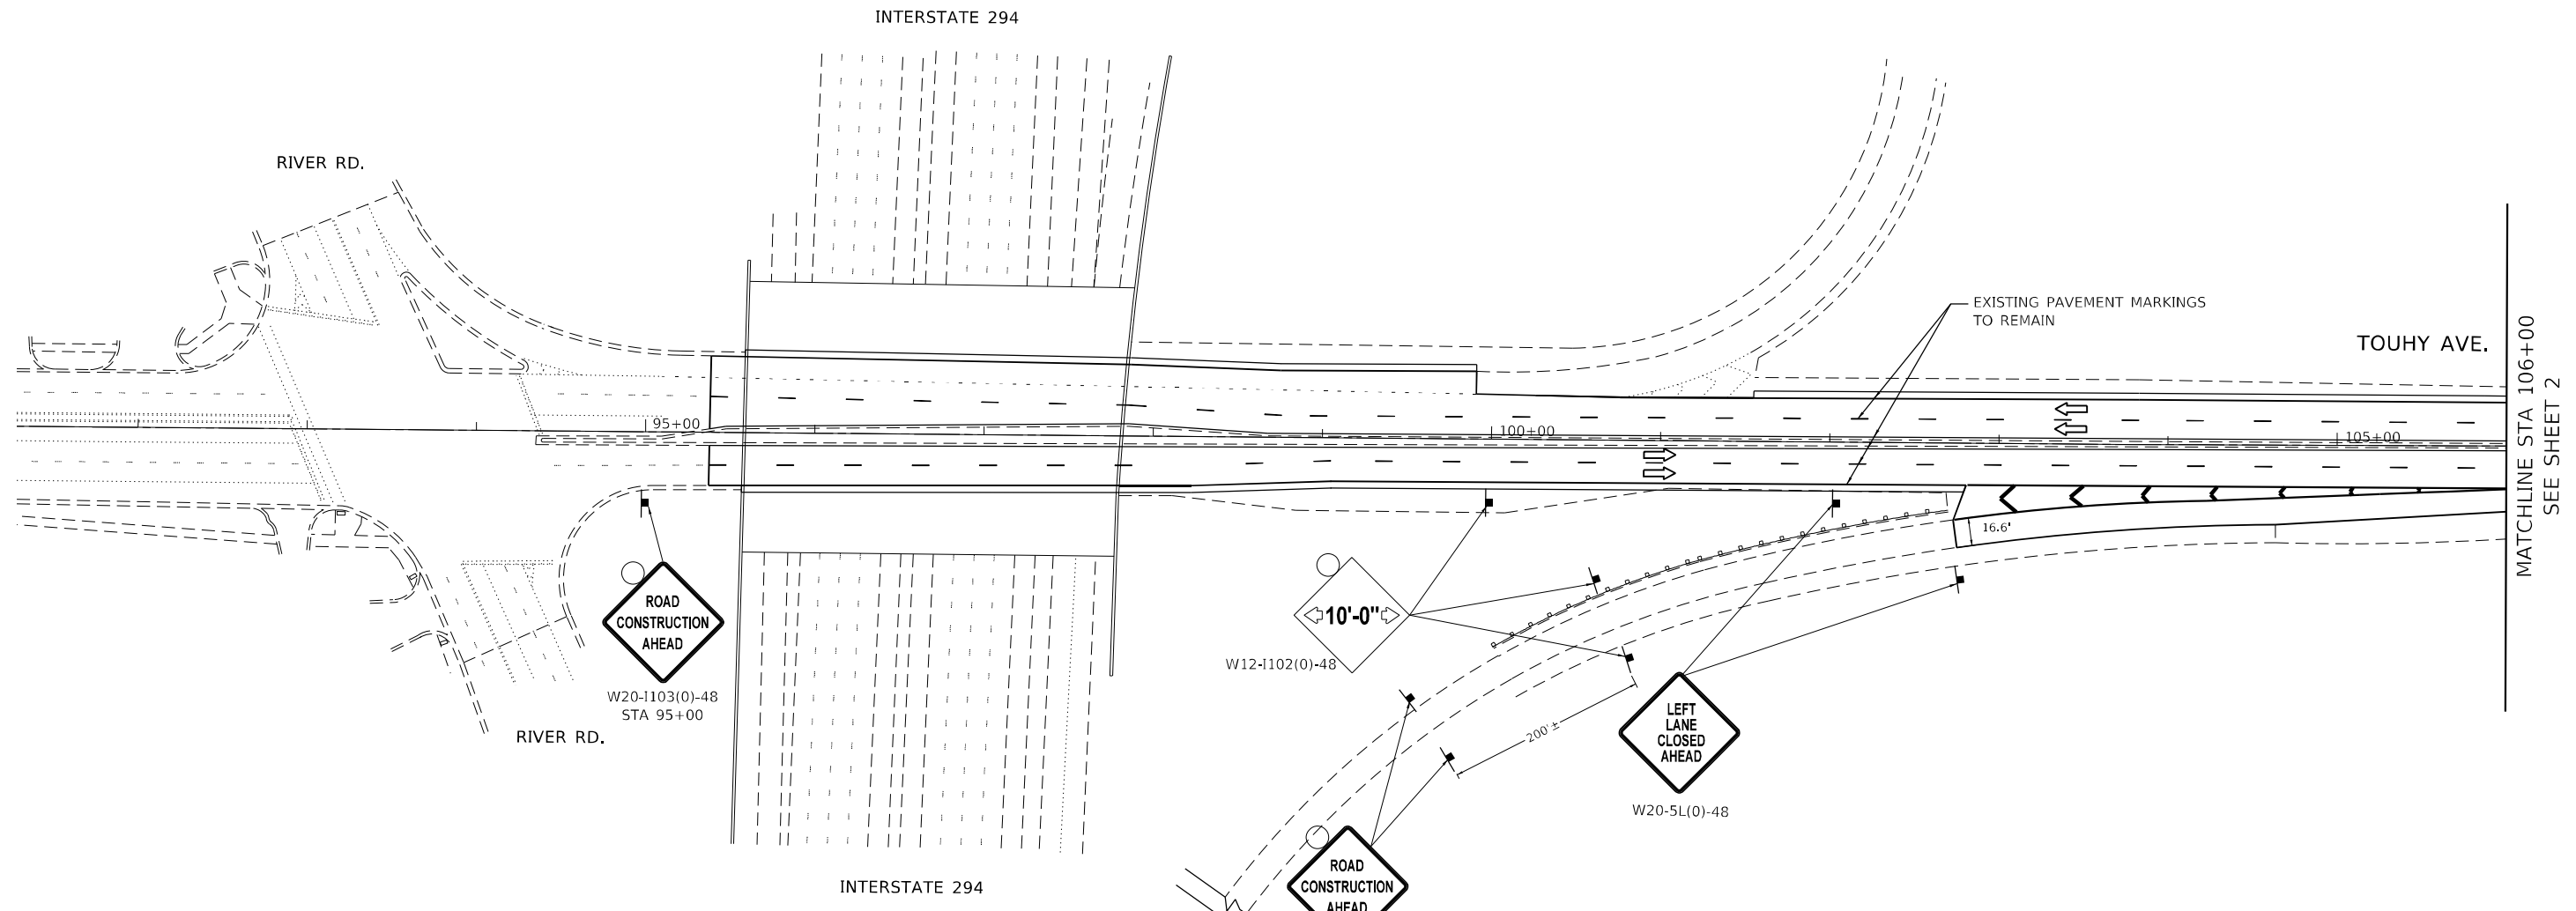 INTERSTATE 294
RIVER RD.
EXISTING PAVEMENT MARKINGS
TO REMAIN
TOUHY AVE.
MATCHLINE STA 106+00
SEE SHEET 2
95+00
100+00
105+00
16.6'
ROAD
CONSTRUCTION
AHEAD
W20-I103(0)-48
STA 95+00
10'-0"
W12-I102(0)-48
RIVER RD.
200'±
LEFT
LANE
CLOSED
AHEAD
W20-5L(0)-48
INTERSTATE 294
ROAD
CONSTRUCTION
AHEAD